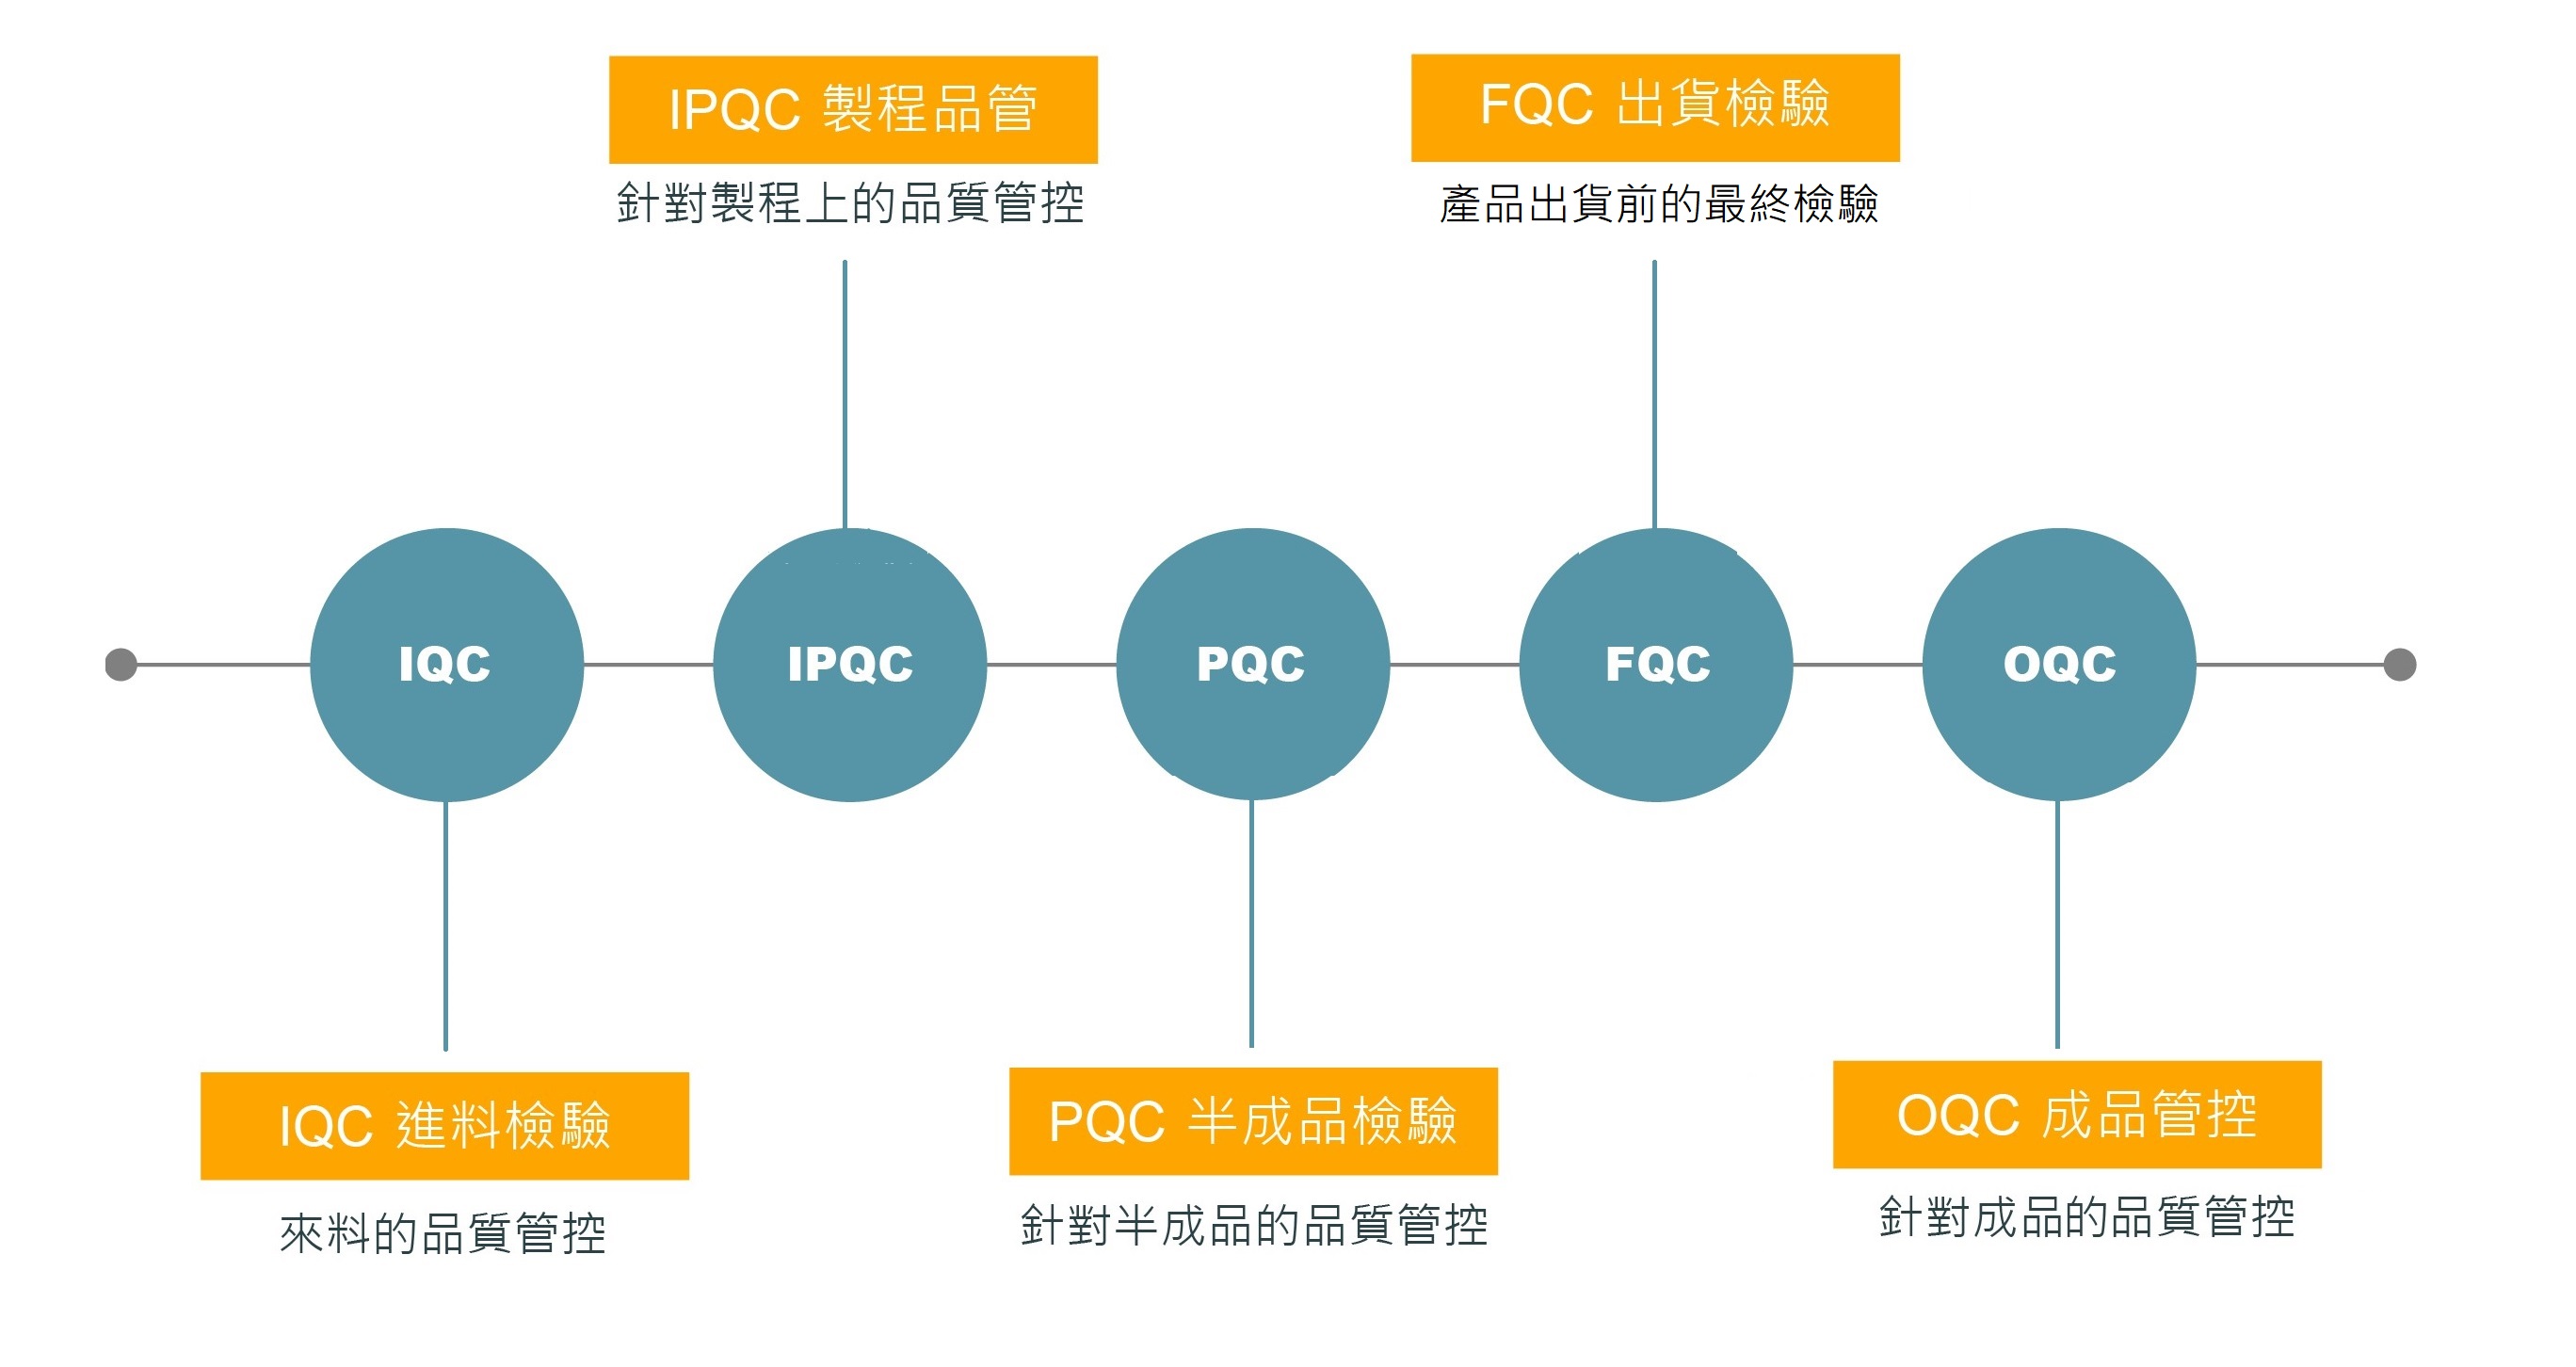 IPQC 製程品管
針對製程上的品質管控
FQC 出貨檢驗
產品出貨前的最終檢驗
IQC
IPQC
PQC
FQC
OQC
IQC 進料檢驗
來料的品質管控
PQC 半成品檢驗
針對半成品的品質管控
OQC 成品管控
針對成品的品質管控